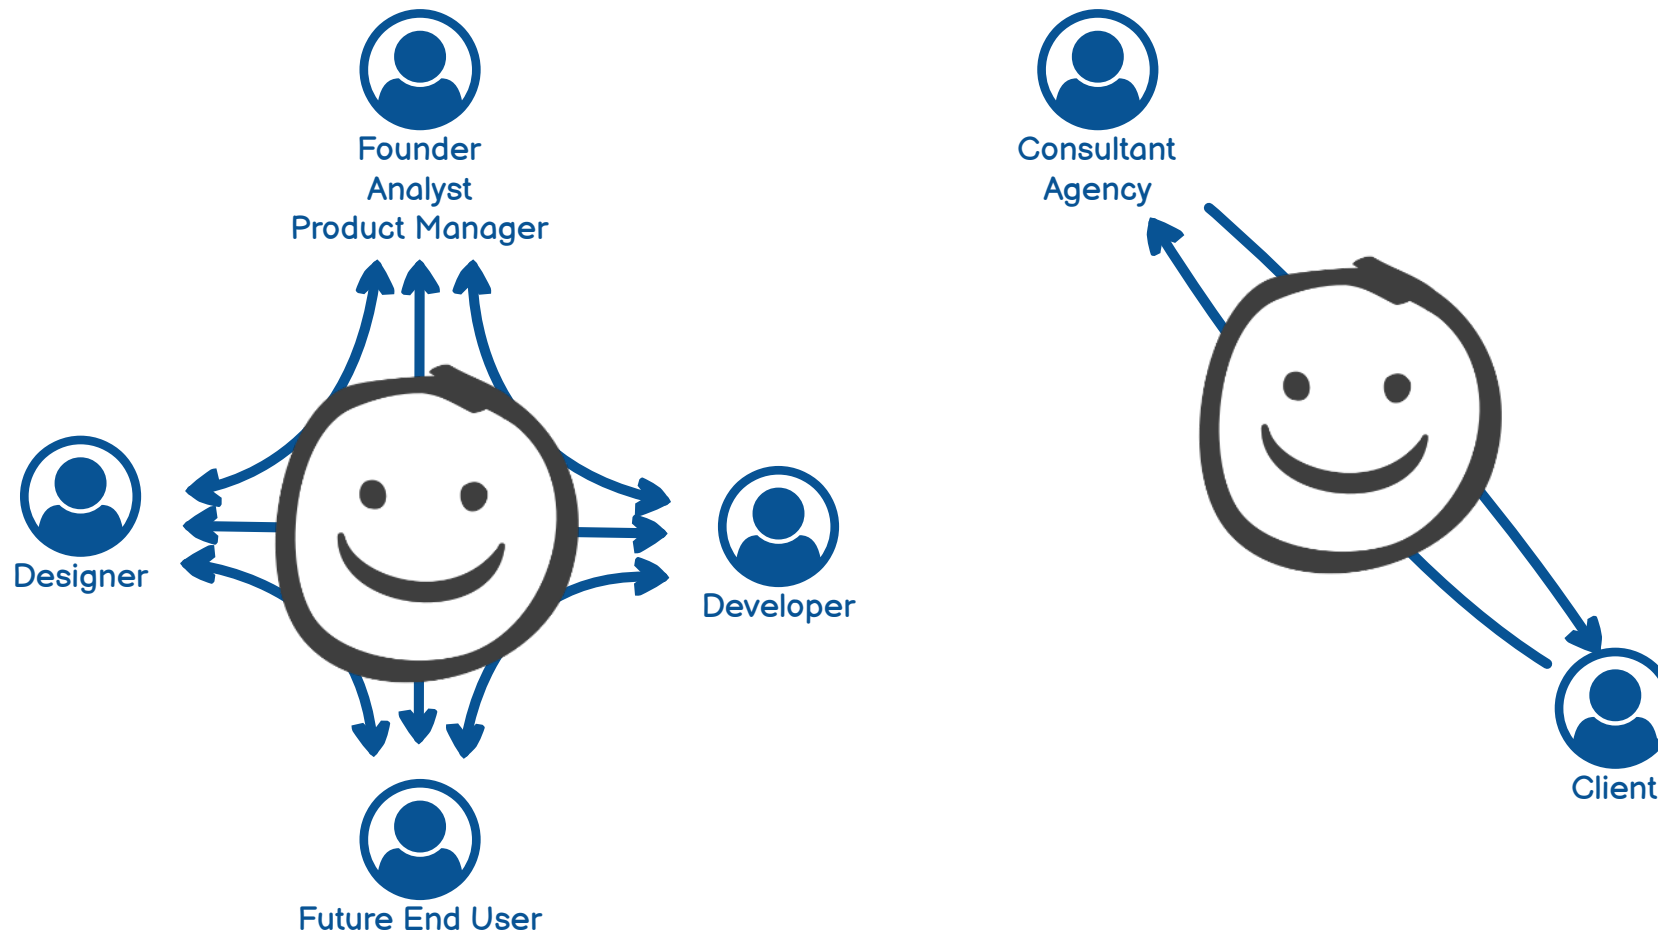 Founder
Analyst
Product Manager
Consultant
Agency
Designer
Developer
Client
Future End User